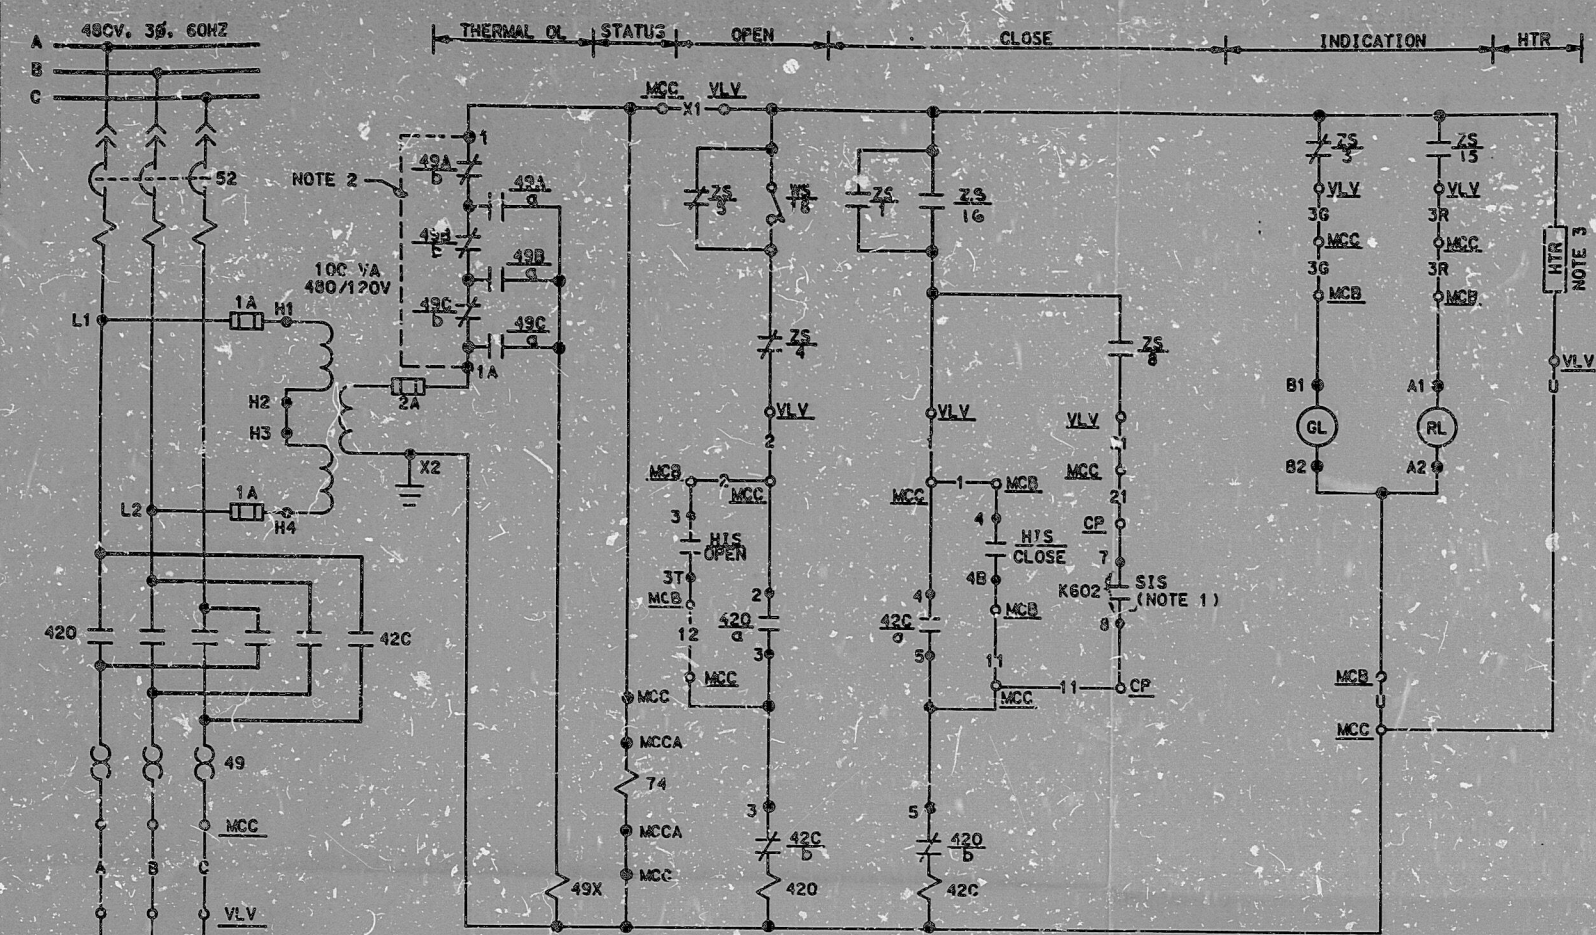 480V, 3Ø, 60HZ
THERMAL OL
STATUS
OPEN
CLOSE
INDICATION
HTR
A
B
C
MCC
VLV
X1
1
49A
b
49A
a
49B
b
49B
a
49C
b
49C
a
1A
NOTE 2
52
100 VA
480/120V
L1
1A
H1
H2
H3
L2
1A
H4
2A
X2
ZS
3
ZS
4
VLV
2
MCB
2
MCC
3
HIS
OPEN
3T
MCB
12
MCC
2
42O
a
3
3
42C
b
42O
ZS
1
ZS
16
VLV
1
MCC
1
MCB
4
HIS
CLOSE
4B
MCB
11
MCC
11
CP
4
42C
a
5
5
42O
b
42C
ZS
8
VLV
1
MCC
21
CP
7
K602
SIS
(NOTE 1)
8
ZS
3
VLV
3G
MCC
3G
MCB
B1
GL
B2
ZS
15
VLV
3R
MCC
3R
MCB
A1
RL
A2
MCB
U
MCC
HTR
NOTE 3
VLV
U
42O
42C
49
MCC
A
B
C
VLV
MCC
MCCA
74
MCCA
MCC
49X